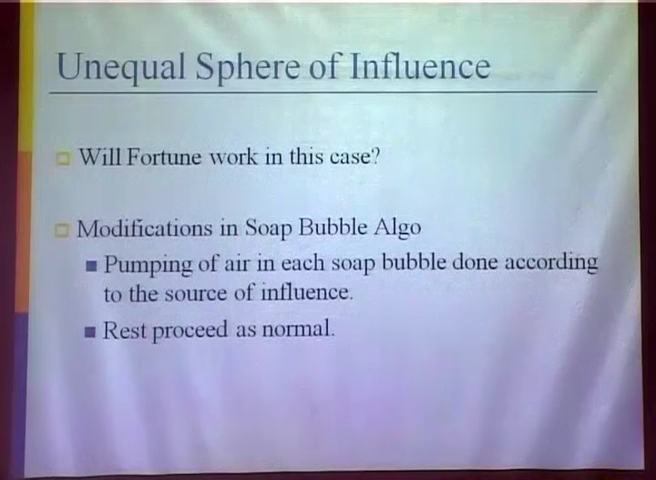 Unequal Sphere of Influence
Will Fortune work in this case?
Modifications in Soap Bubble Algo
Pumping of air in each soap bubble done according
to the source of influence.
Rest proceed as normal.